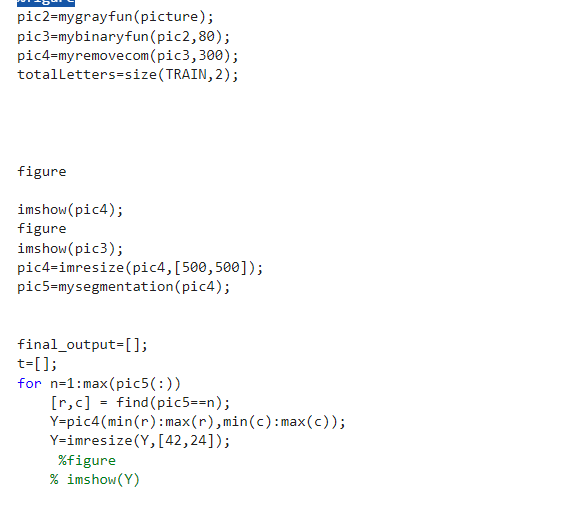 pic2=mygrayfun(picture);
pic3=mybinaryfun(pic2,80);
pic4=myremovecom(pic3,300);
totalLetters=size(TRAIN,2);
figure
imshow(pic4);
figure
imshow(pic3);
pic4=imresize(pic4,[500,500]);
pic5=mysegmentation(pic4);
final_output=[];
t=[];
for n=1:max(pic5(:))
[r,c] = find(pic5==n);
Y=pic4(min(r):max(r),min(c):max(c));
Y=imresize(Y,[42,24]);
%figure
% imshow(Y)